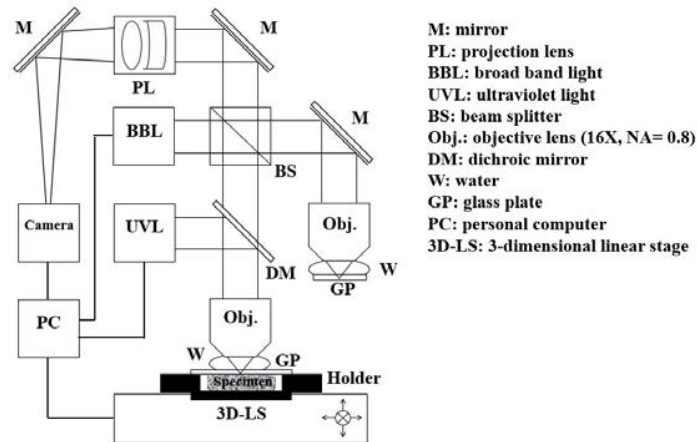 M
M
PL
BBL
M
BS
Camera
UVL
DM
Obj.
W
GP
PC
Obj.
W
GP
Specimen
Holder
3D-LS
M: mirror
PL: projection lens
BBL: broad band light
UVL: ultraviolet light
BS: beam splitter
Obj.: objective lens (16X, NA= 0.8)
DM: dichroic mirror
W: water
GP: glass plate
PC: personal computer
3D-LS: 3-dimensional linear stage